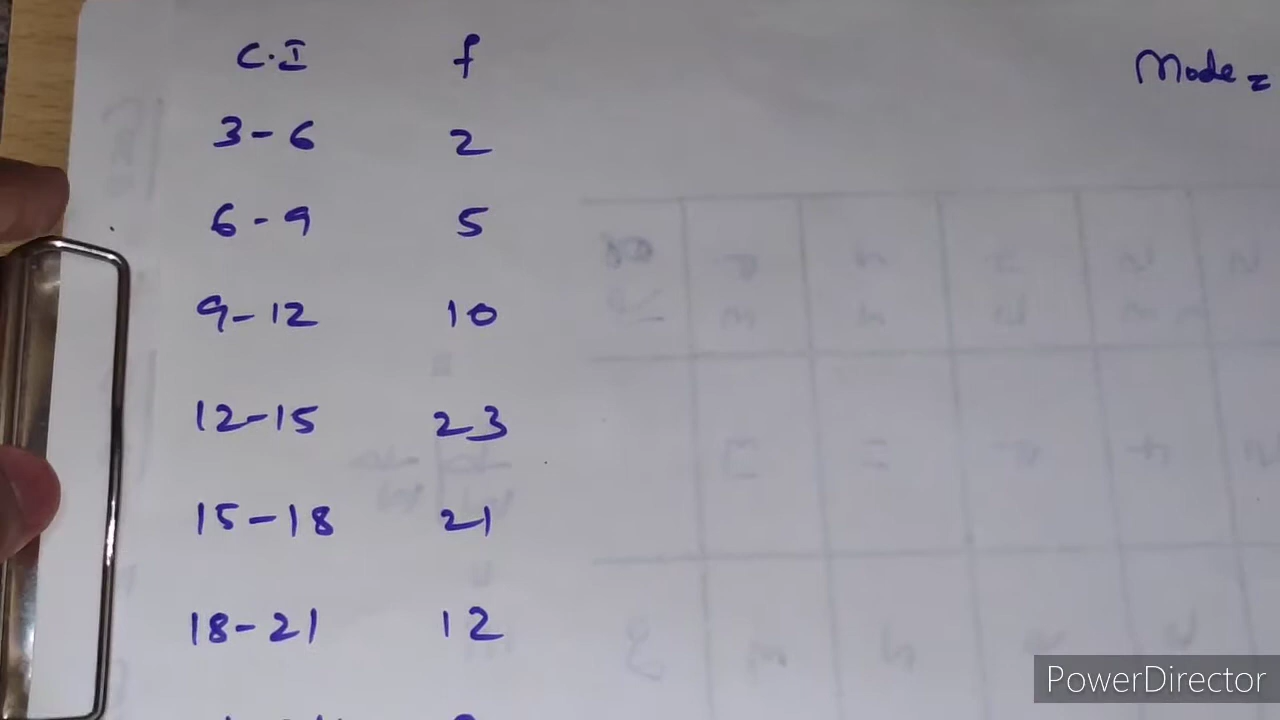 C.I f
Mode =
3-6 2
6-9 5
9-12 10
12-15 23
15-18 21
18-21 12
PowerDirector